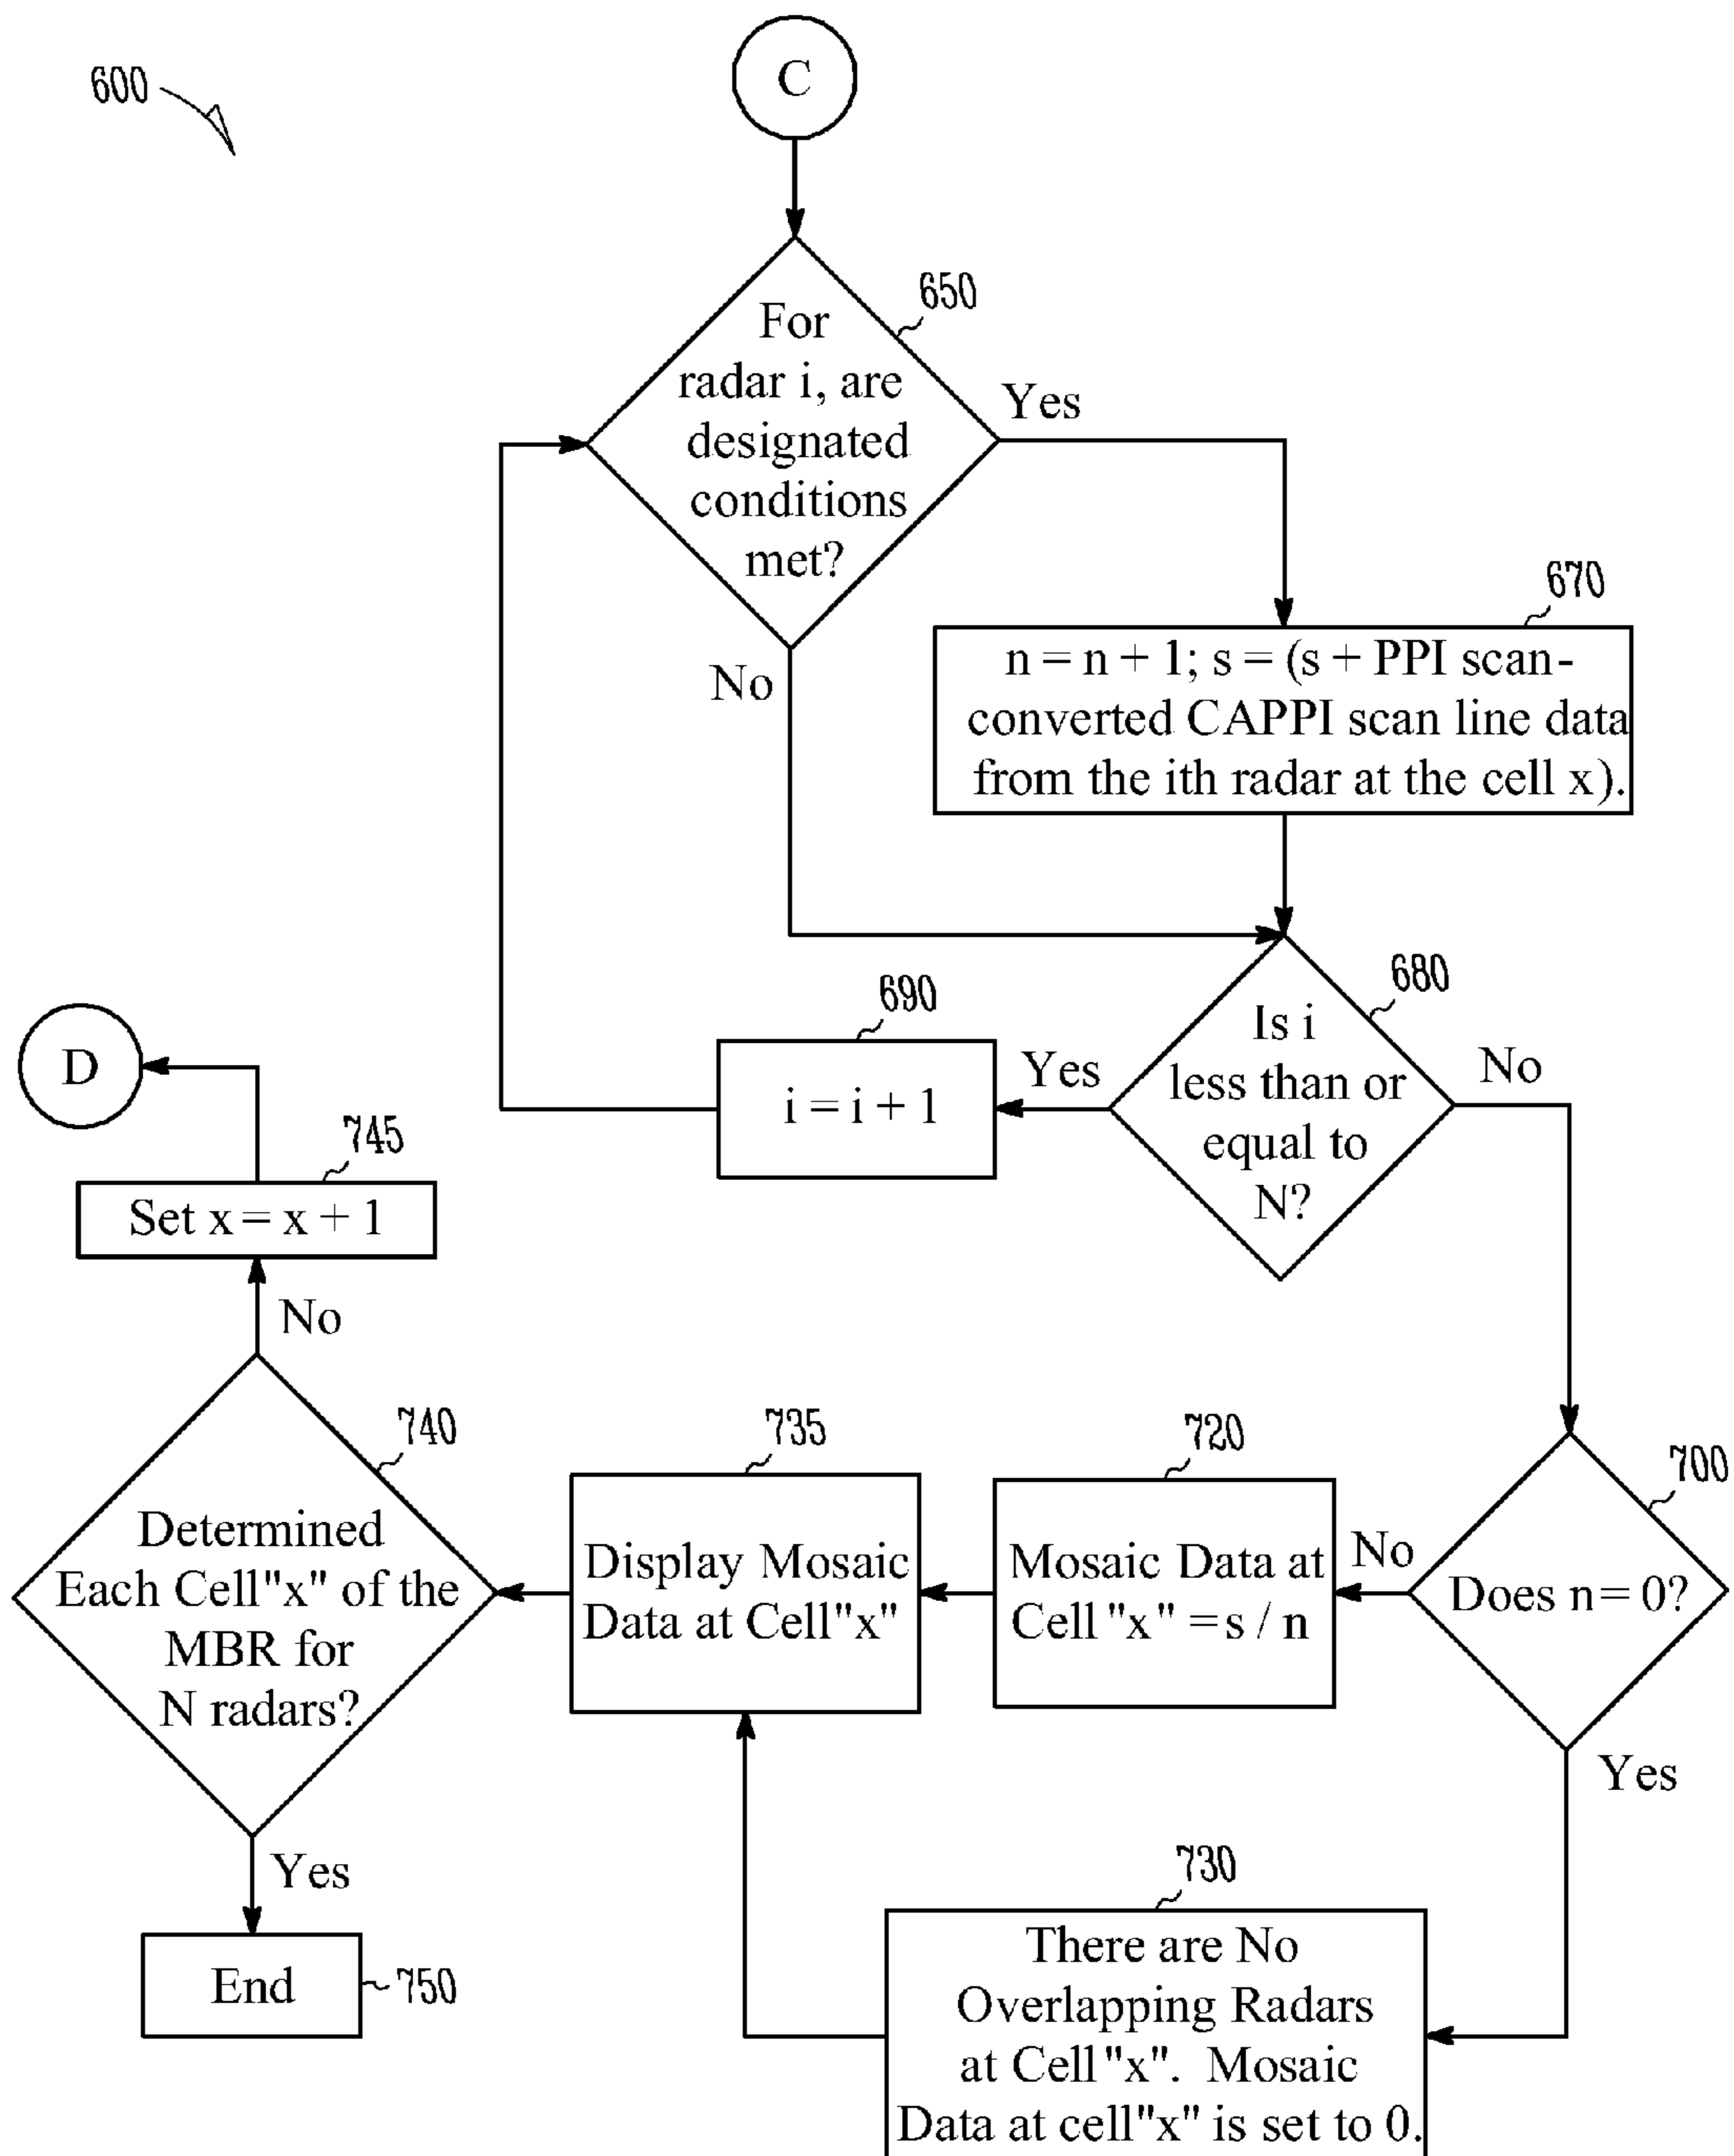 600
C
650
For
radar i, are
designated
conditions
met?
Yes
No
670
n = n + 1; s = (s + PPI scan-
converted CAPPI scan line data
from the ith radar at the cell x).
680
Is i
less than or
equal to
N?
Yes
No
690
i = i + 1
D
745
Set x = x + 1
No
740
Determined
Each Cell"x" of the
MBR for
N radars?
Yes
End
750
735
Display Mosaic
Data at Cell"x"
720
Mosaic Data at
Cell "x" = s / n
No
700
Does n = 0?
Yes
730
There are No
Overlapping Radars
at Cell "x". Mosaic
Data at cell"x" is set to 0.